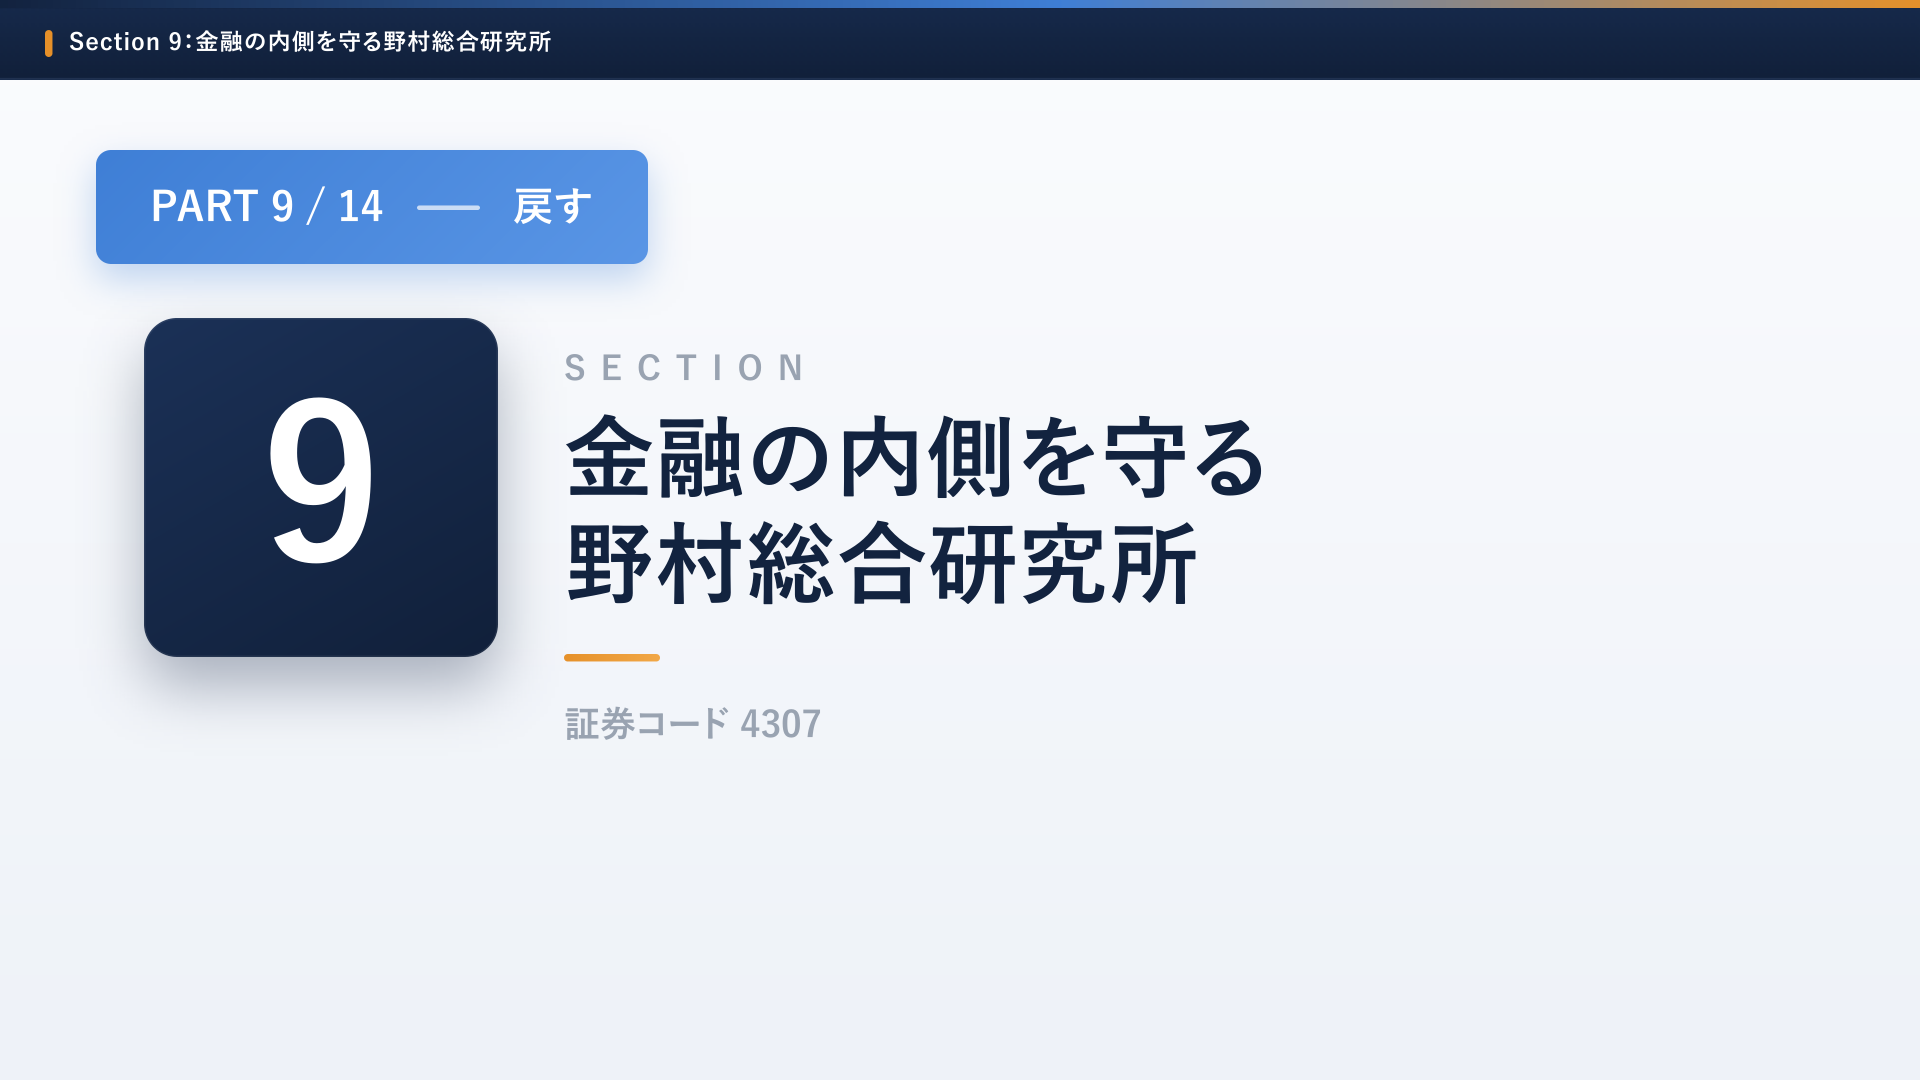 Section 9：金融の内側を守る野村総合研究所
PART 9 / 14 — 戻す
9
SECTION
金融の内側を守る
野村総合研究所
証券コード 4307